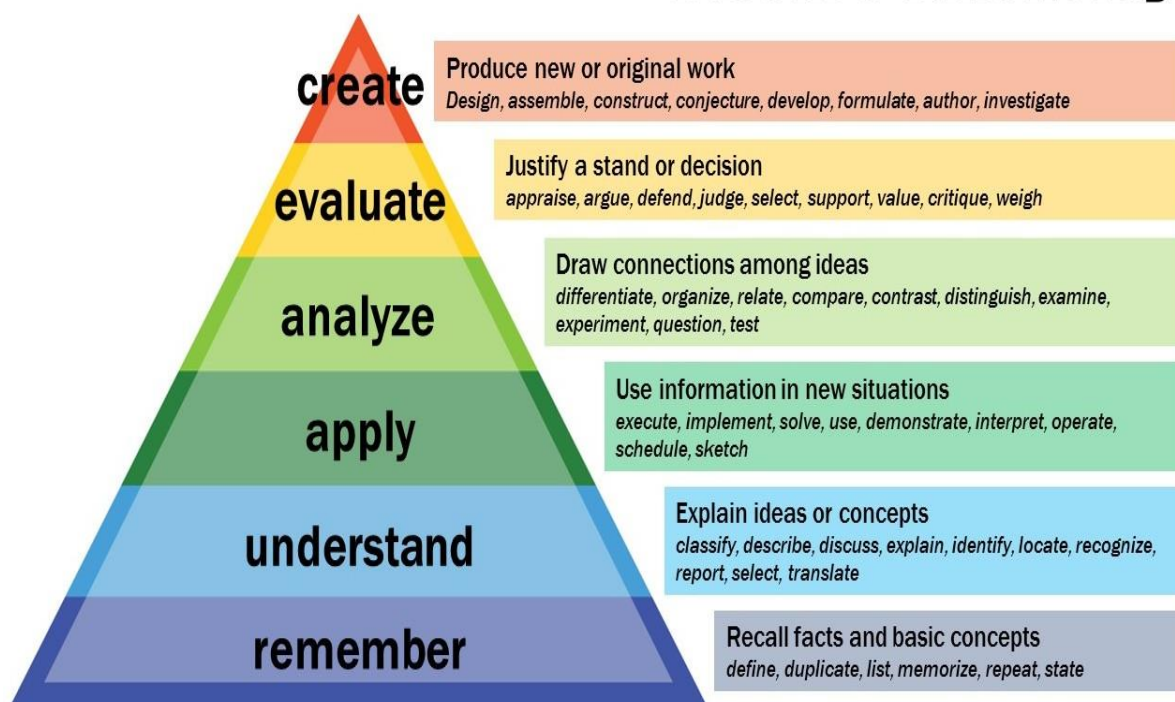 create
Produce new or original work
Design, assemble, construct, conjecture, develop, formulate, author, investigate
evaluate
Justify a stand or decision
appraise, argue, defend, judge, select, support, value, critique, weigh
analyze
Draw connections among ideas
differentiate, organize, relate, compare, contrast, distinguish, examine,
experiment, question, test
apply
Use information in new situations
execute, implement, solve, use, demonstrate, interpret, operate,
schedule, sketch
understand
Explain ideas or concepts
classify, describe, discuss, explain, identify, locate, recognize,
report, select, translate
remember
Recall facts and basic concepts
define, duplicate, list, memorize, repeat, state